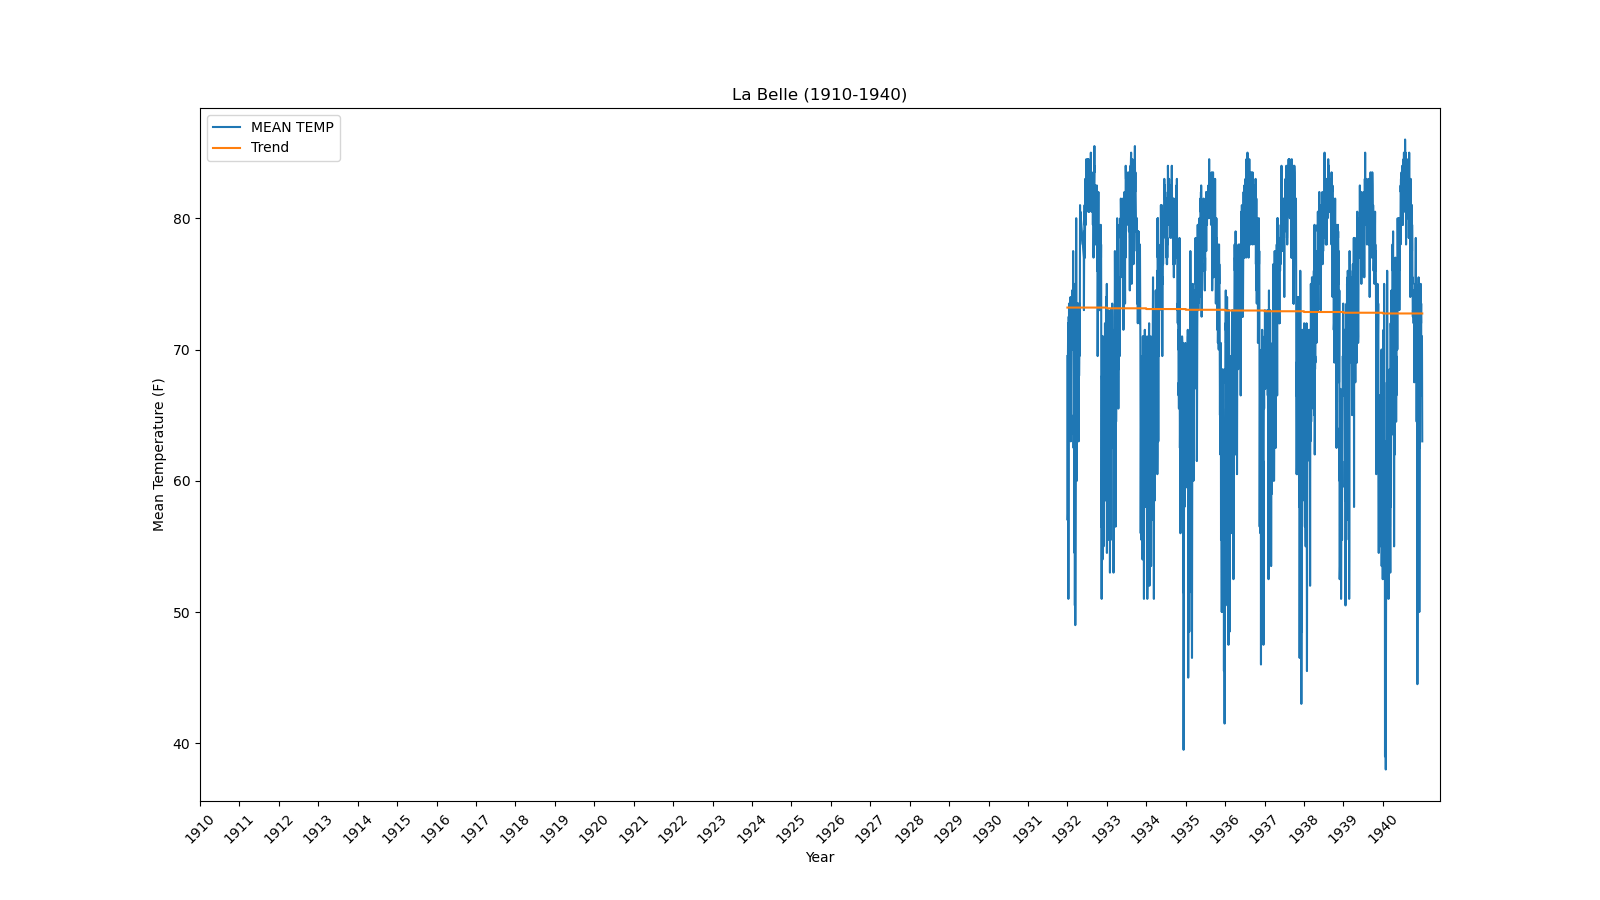 La Belle (1910-1940)
MEAN TEMP
Trend
80
70
60
50
40
Mean Temperature (F)
1910 1911 1912 1913 1914 1915 1916 1917 1918 1919 1920 1921 1922 1923 1924 1925 1926 1927 1928 1929 1930 1931 1932 1933 1934 1935 1936 1937 1938 1939 1940
Year